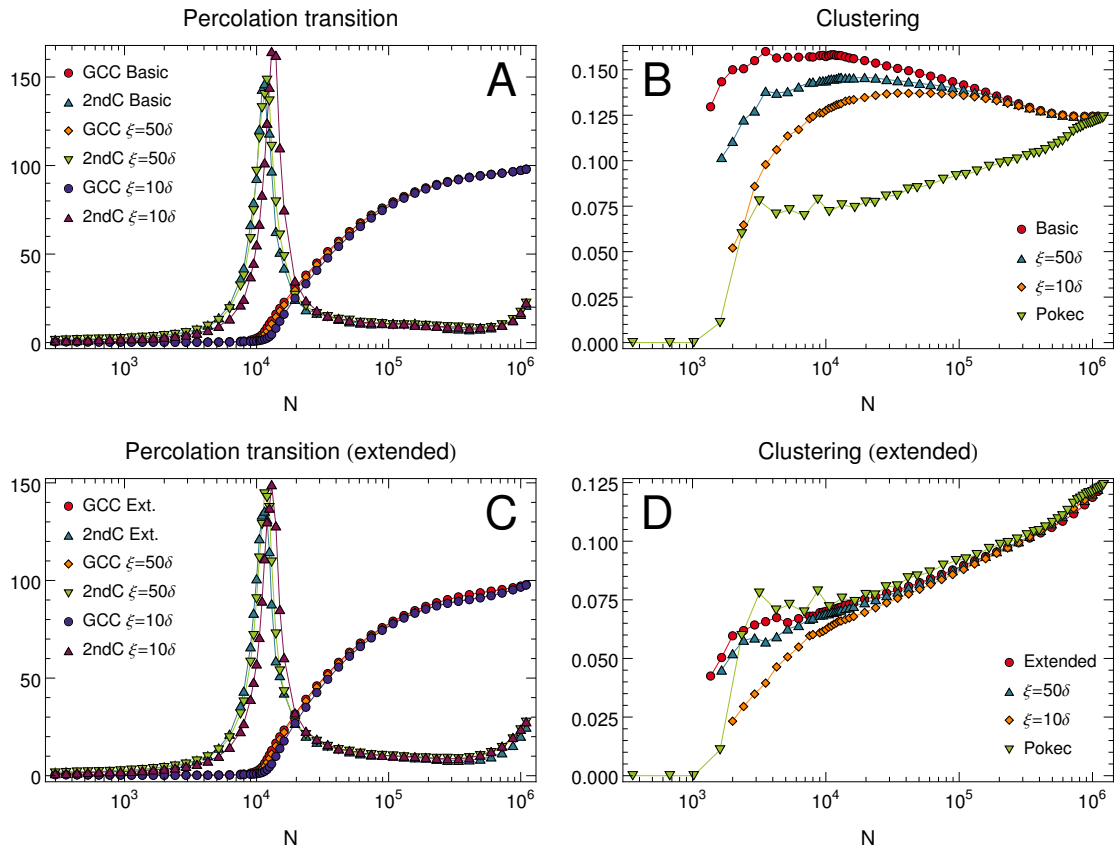 Percolation transition
A
GCC Basic
2ndC Basic
GCC ξ=50δ
2ndC ξ=50δ
GCC ξ=10δ
2ndC ξ=10δ
150
100
50
0
10³ 10⁴ 10⁵ 10⁶
N
Clustering
B
0.150
0.125
0.100
0.075
0.050
0.025
0.000
Basic
ξ=50δ
ξ=10δ
Pokec
10³ 10⁴ 10⁵ 10⁶
N
Percolation transition (extended)
C
GCC Ext.
2ndC Ext.
GCC ξ=50δ
2ndC ξ=50δ
GCC ξ=10δ
2ndC ξ=10δ
150
100
50
0
10³ 10⁴ 10⁵ 10⁶
N
Clustering (extended)
D
0.125
0.100
0.075
0.050
0.025
0.000
Extended
ξ=50δ
ξ=10δ
Pokec
10³ 10⁴ 10⁵ 10⁶
N